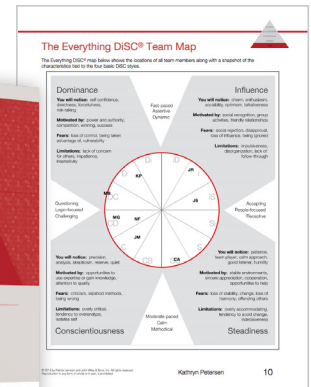 The Everything DiSC® Team Map
The Everything DiSC® map below shows the locations of all team members along with a snapshot of the
characteristics tied to the four basic DiSC styles.
Dominance
You will notice: self-confidence,
directness, forcefulness,
risk-taking
Motivated by: power and authority,
competition, winning, success
Fears: loss of control, being taken
advantage of, vulnerability
Limitations: lack of concern
for others, impatience,
insensitivity
Fast-paced
Assertive
Dynamic
Influence
You will notice: charm, enthusiasm,
sociability, optimism, talkativeness
Motivated by: social recognition, group
activities, friendly relationships
Fears: social rejection, disapproval,
loss of influence, being ignored
Limitations: impulsiveness,
disorganization, lack of
follow-through
D Di iD i
KP JR
MB
DC JB iS
Questioning
Logic-focused
Challenging
Accepting
People-focused
Receptive
MG NF
CD
JM
C CS SC CA S
You will notice: precision,
analysis, skepticism, reserve, quiet
Motivated by: opportunities to
use expertise or gain knowledge,
attention to quality
Fears: criticism, slipshod methods,
being wrong
Limitations: overly critical,
tendency to overanalyze,
isolates self
Conscientiousness
Moderate-paced
Calm
Methodical
You will notice: patience,
team player, calm approach,
good listener, humility
Motivated by: stable environments,
sincere appreciation, cooperation,
opportunities to help
Fears: loss of stability, change, loss of
harmony, offending others
Limitations: overly accommodating,
tendency to avoid change,
indecisiveness
Steadiness
Kathryn Petersen 10